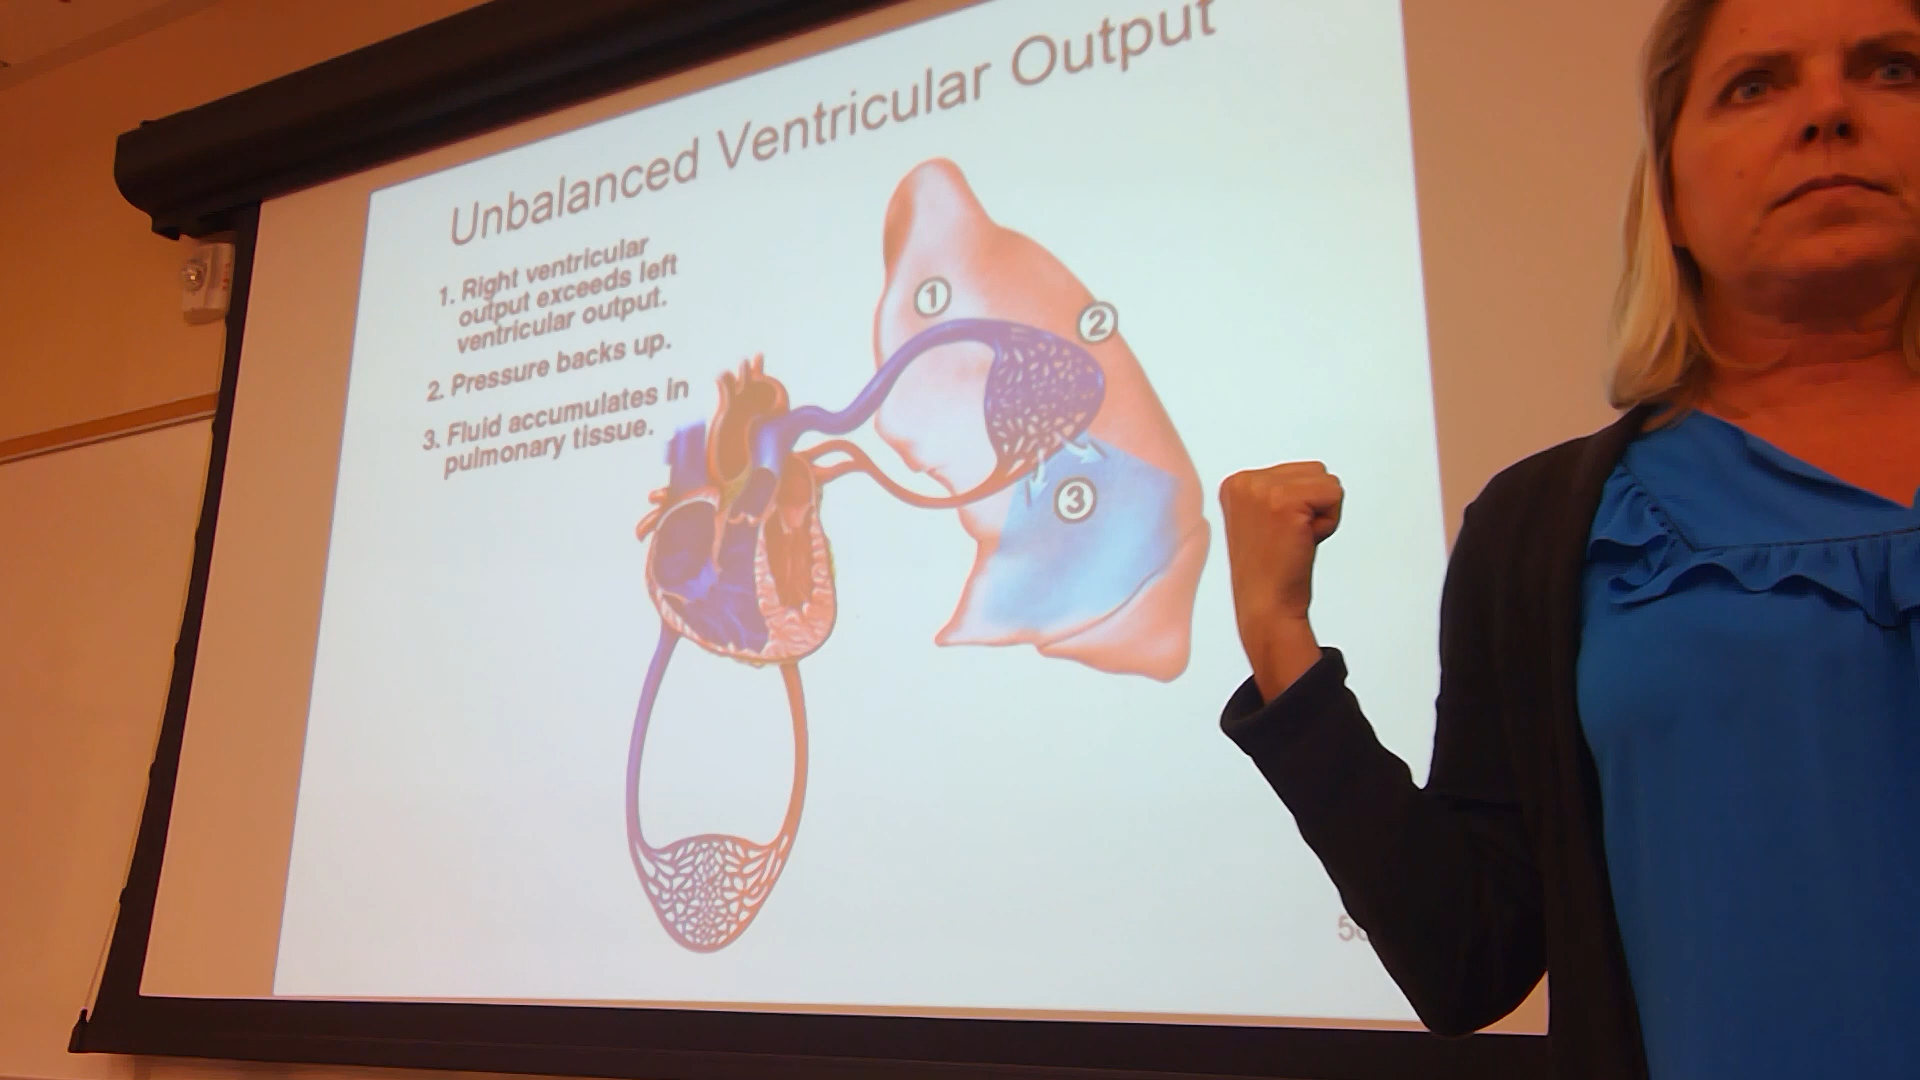 Unbalanced Ventricular Output
1. Right ventricular
output exceeds left
ventricular output.
2. Pressure backs up.
3. Fluid accumulates in
pulmonary tissue.
1
2
3